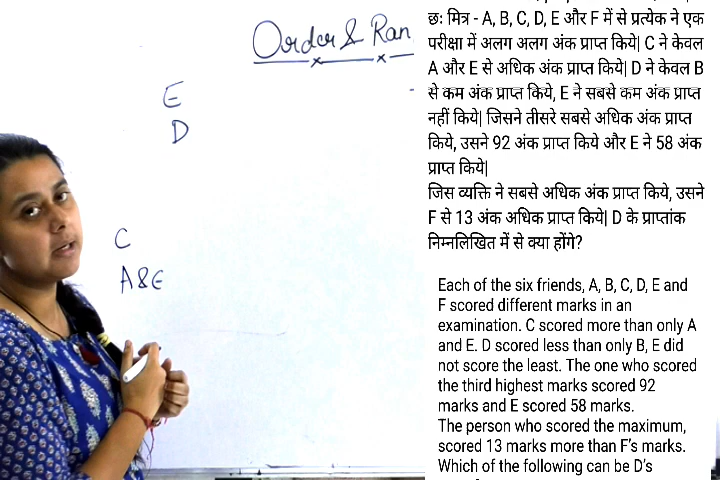 Order & Ran
E
D
C
A & E
छः मित्र - A, B, C, D, E और F में से प्रत्येक ने एक
परीक्षा में अलग अलग अंक प्राप्त किये| C ने केवल
A और E से अधिक अंक प्राप्त किये| D ने केवल B
से कम अंक प्राप्त किये, E ने सबसे कम अंक प्राप्त
नहीं किये| जिसने तीसरे सबसे अधिक अंक प्राप्त
किये, उसने 92 अंक प्राप्त किये और E ने 58 अंक
प्राप्त किये|
जिस व्यक्ति ने सबसे अधिक अंक प्राप्त किये, उसने
F से 13 अंक अधिक प्राप्त किये| D के प्राप्तांक
निम्नलिखित में से क्या होंगे?
Each of the six friends, A, B, C, D, E and
F scored different marks in an
examination. C scored more than only A
and E. D scored less than only B, E did
not score the least. The one who scored
the third highest marks scored 92
marks and E scored 58 marks.
The person who scored the maximum,
scored 13 marks more than F's marks.
Which of the following can be D's